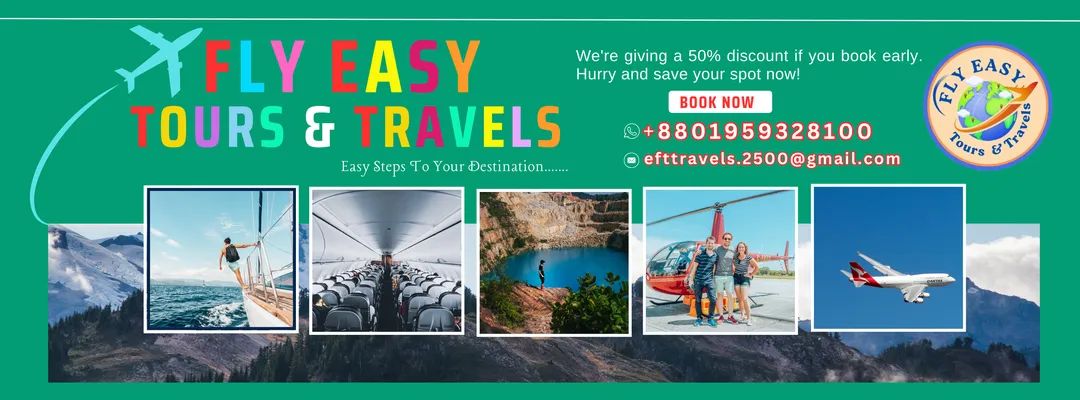 FLY EASY
TOURS & TRAVELS
Easy Steps To Your Destination.......
We're giving a 50% discount if you book early.
Hurry and save your spot now!
BOOK NOW
+8801959328100
efttravels.2500@gmail.com
FLY EASY
Tours & Travels
QANTAS